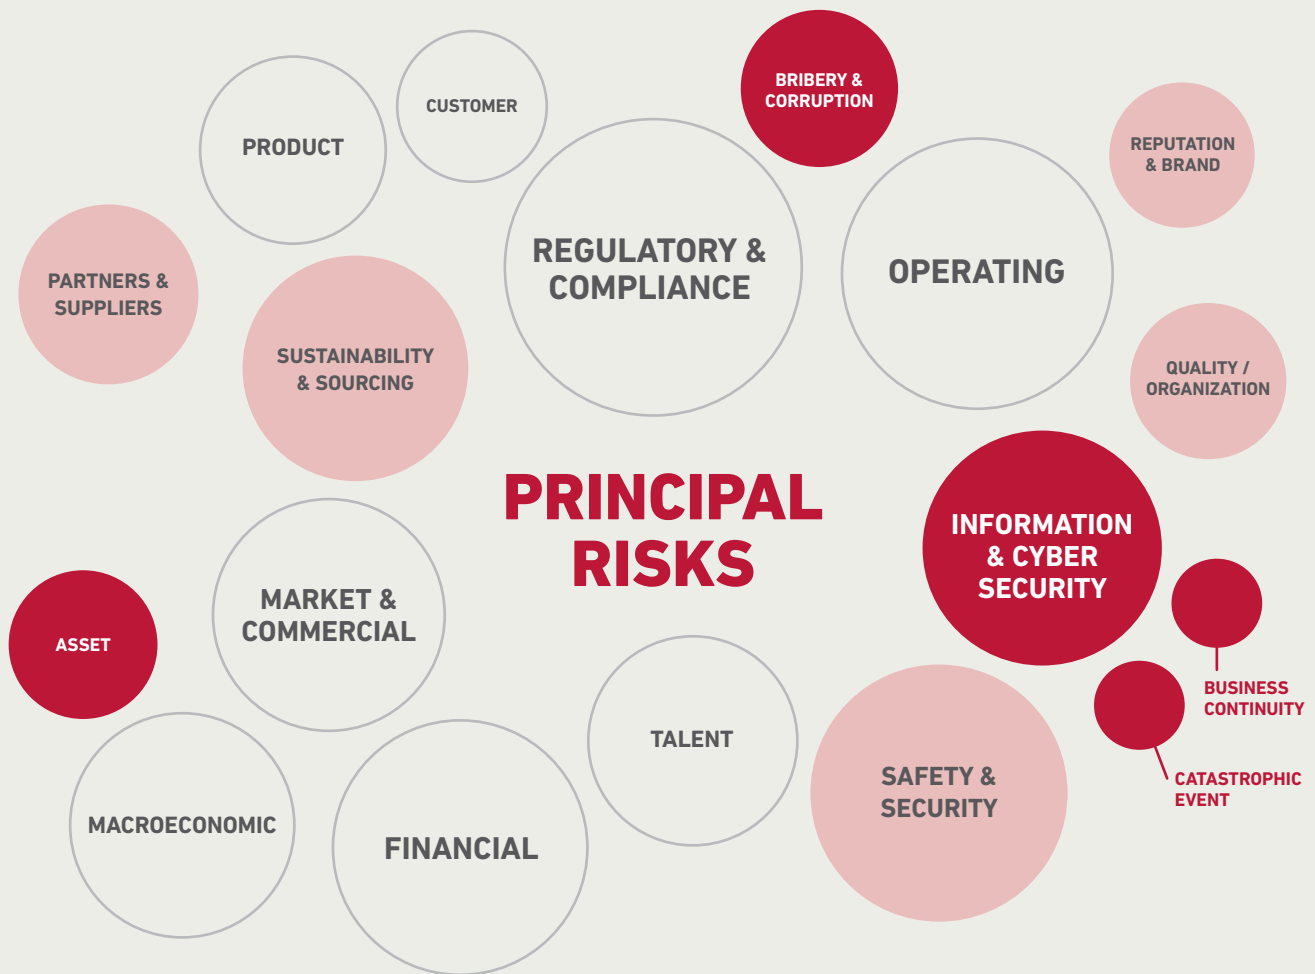 BRIBERY &
CORRUPTION
CUSTOMER
PRODUCT
REPUTATION
& BRAND
REGULATORY &
COMPLIANCE
OPERATING
PARTNERS &
SUPPLIERS
SUSTAINABILITY
& SOURCING
QUALITY /
ORGANIZATION
PRINCIPAL
RISKS
INFORMATION
& CYBER
SECURITY
MARKET &
COMMERCIAL
ASSET
BUSINESS
CONTINUITY
TALENT
SAFETY &
SECURITY
CATASTROPHIC
EVENT
MACROECONOMIC
FINANCIAL